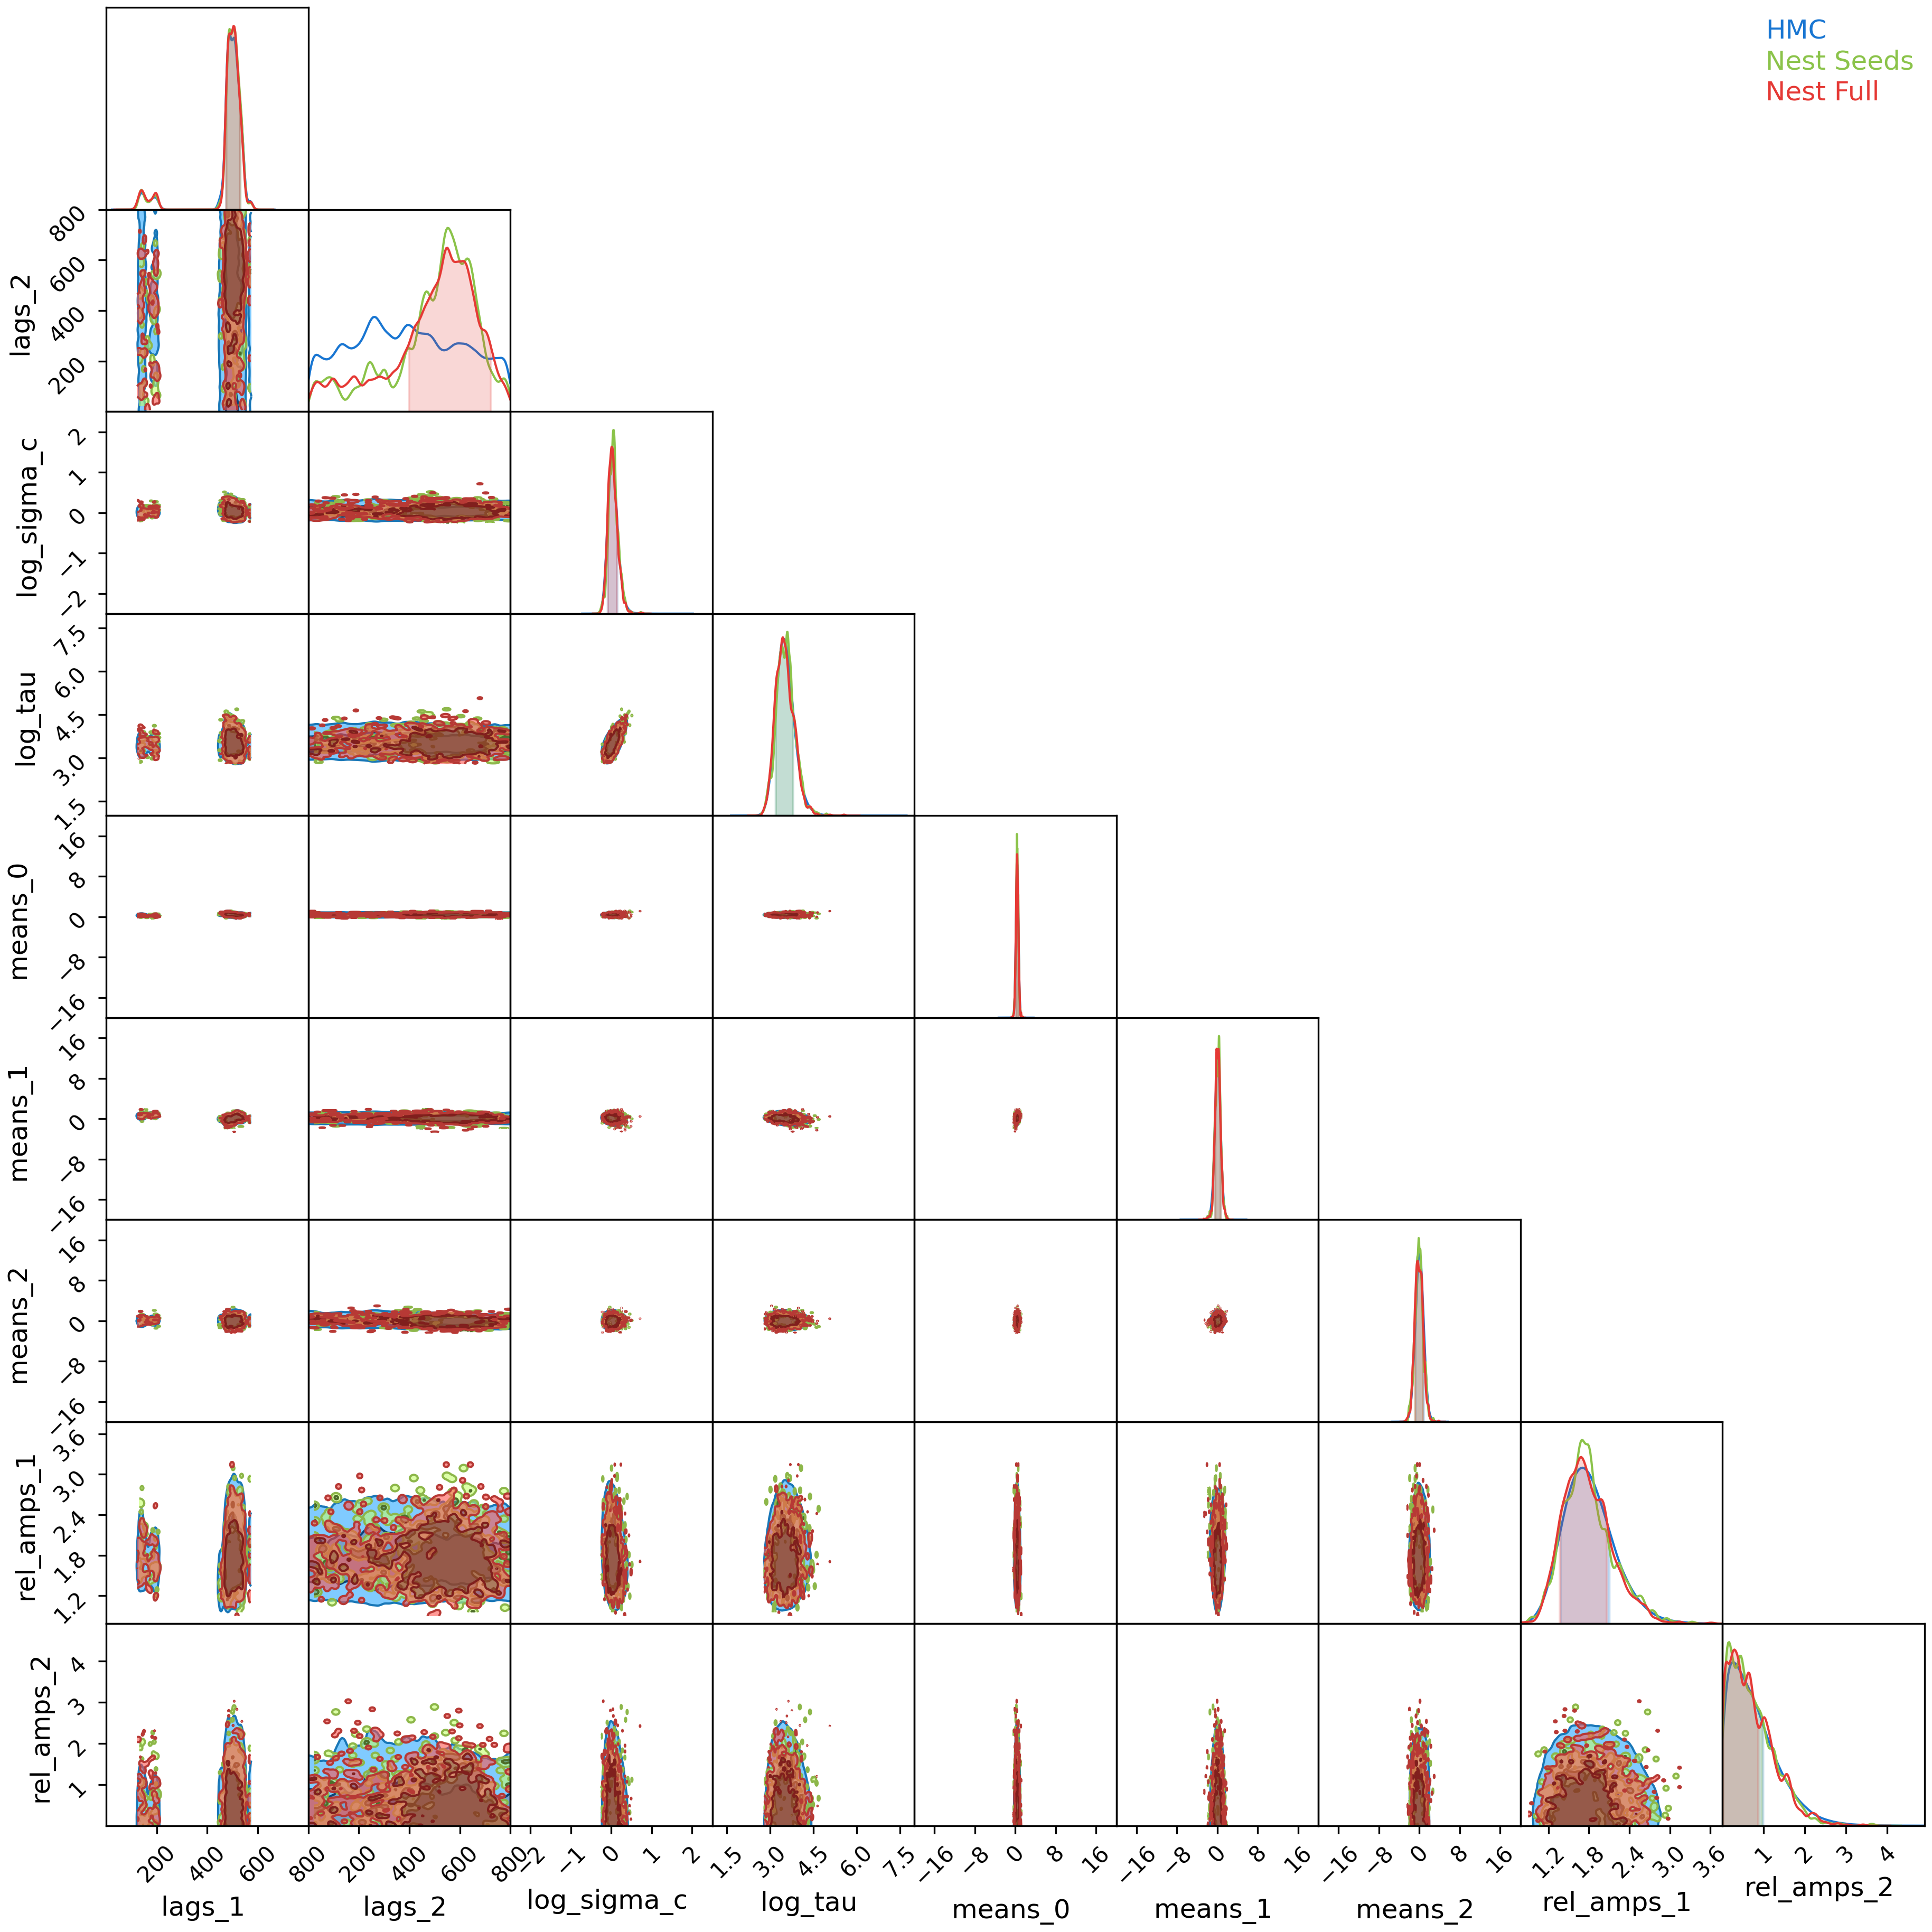 HMC
Nest Seeds
Nest Full
lags_2
800
600
400
200
log_sigma_c
2
1
0
−1
−2
log_tau
7.5
6.0
4.5
3.0
1.5
means_0
16
8
0
−8
−16
means_1
16
8
0
−8
−16
means_2
16
8
0
−8
−16
rel_amps_1
3.6
3.0
2.4
1.8
1.2
rel_amps_2
4
3
2
1
200 400 600 800 200 400 600 800 −2 −1 0 1 2 1.5 3.0 4.5 6.0 7.5 −16 −8 0 8 16 −16 −8 0 8 16 −16 −8 0 8 16 1.2 1.8 2.4 3.0 3.6 1 2 3 4
lags_1 lags_2 log_sigma_c log_tau means_0 means_1 means_2 rel_amps_1 rel_amps_2